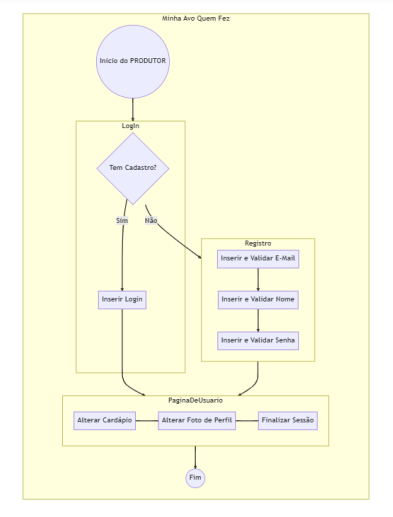 Minha Avo Quem Fez
Início do PRODUTOR
LogIn
Tem Cadastro?
Sim
Não
Registro
Inserir e Validar E-Mail
Inserir Login
Inserir e Validar Nome
Inserir e Validar Senha
PaginaDeUsuario
Alterar Cardápio
Alterar Foto de Perfil
Finalizar Sessão
Fim